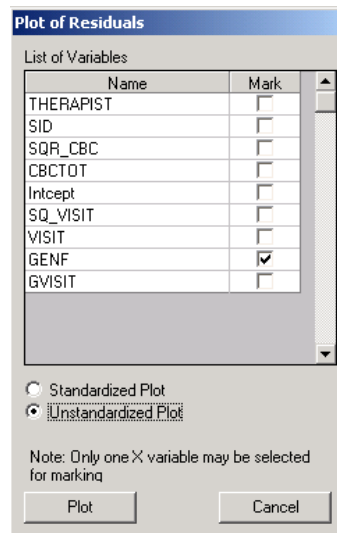 Plot of Residuals
List of Variables
Name Mark
THERAPIST
SID
SQR_CBC
CBCTOT
Intcept
SQ_VISIT
VISIT
GENF
GVISIT
Standardized Plot
Unstandardized Plot
Note: Only one X variable may be selected
for marking
Plot Cancel